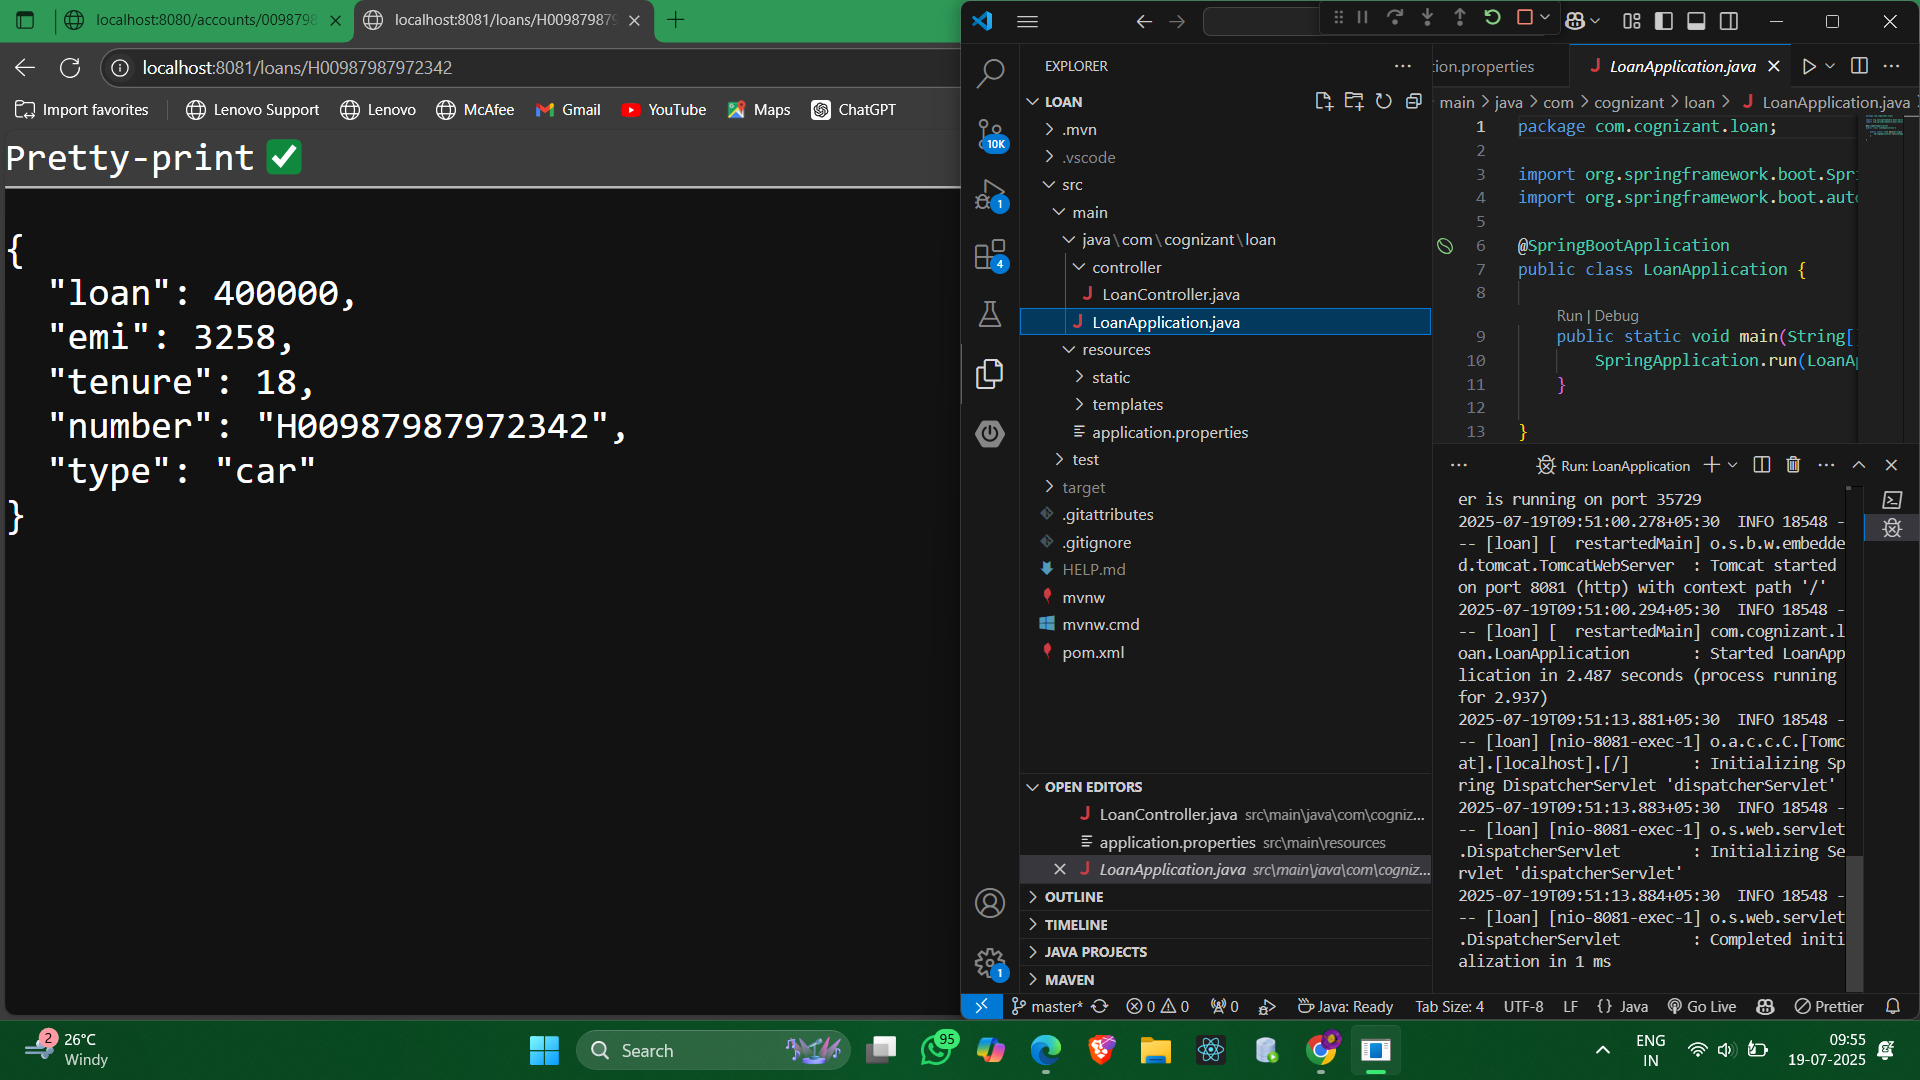 localhost:8080/accounts/0098798
localhost:8081/loans/H009879879
localhost:8081/loans/H00987987972342
Import favorites
Lenovo Support
Lenovo
McAfee
Gmail
YouTube
Maps
ChatGPT
Pretty-print
{
"loan": 400000,
"emi": 3258,
"tenure": 18,
"number": "H00987987972342",
"type": "car"
}
EXPLORER
LOAN
.mvn
.vscode
src
main
java\com\cognizant\loan
controller
LoanController.java
LoanApplication.java
resources
static
templates
application.properties
test
target
.gitattributes
.gitignore
HELP.md
mvnw
mvnw.cmd
pom.xml
OPEN EDITORS
LoanController.java src\main\java\com\cogniz...
application.properties src\main\resources
LoanApplication.java src\main\java\com\cogniz...
OUTLINE
TIMELINE
JAVA PROJECTS
MAVEN
10K
1
4
1
tion.properties
LoanApplication.java
main > java > com > cognizant > loan > LoanApplication.java
1 package com.cognizant.loan;
2
3 import org.springframework.boot.Spr
4 import org.springframework.boot.aut
5
6 @SpringBootApplication
7 public class LoanApplication {
8
Run | Debug
9 public static void main(String[
10 SpringApplication.run(LoanA
11 }
12
13 }
Run: LoanApplication
er is running on port 35729
2025-07-19T09:51:00.278+05:30  INFO 18548 -
-- [loan] [  restartedMain] o.s.b.w.embedde
d.tomcat.TomcatWebServer  : Tomcat started
on port 8081 (http) with context path '/'
2025-07-19T09:51:00.294+05:30  INFO 18548 -
-- [loan] [  restartedMain] com.cognizant.l
oan.LoanApplication       : Started LoanApp
lication in 2.487 seconds (process running
for 2.937)
2025-07-19T09:51:13.881+05:30  INFO 18548 -
-- [loan] [nio-8081-exec-1] o.a.c.c.C.[Tomc
at].[localhost].[/]       : Initializing Sp
ring DispatcherServlet 'dispatcherServlet'
2025-07-19T09:51:13.883+05:30  INFO 18548 -
-- [loan] [nio-8081-exec-1] o.s.web.servlet
.DispatcherServlet        : Initializing Se
rvlet 'dispatcherServlet'
2025-07-19T09:51:13.884+05:30  INFO 18548 -
-- [loan] [nio-8081-exec-1] o.s.web.servlet
.DispatcherServlet        : Completed initi
alization in 1 ms
master* 0 0 0 Java: Ready Tab Size: 4 UTF-8 LF {} Java Go Live Prettier
2
26°C
Windy
Search
95
ENG
IN
09:55
19-07-2025